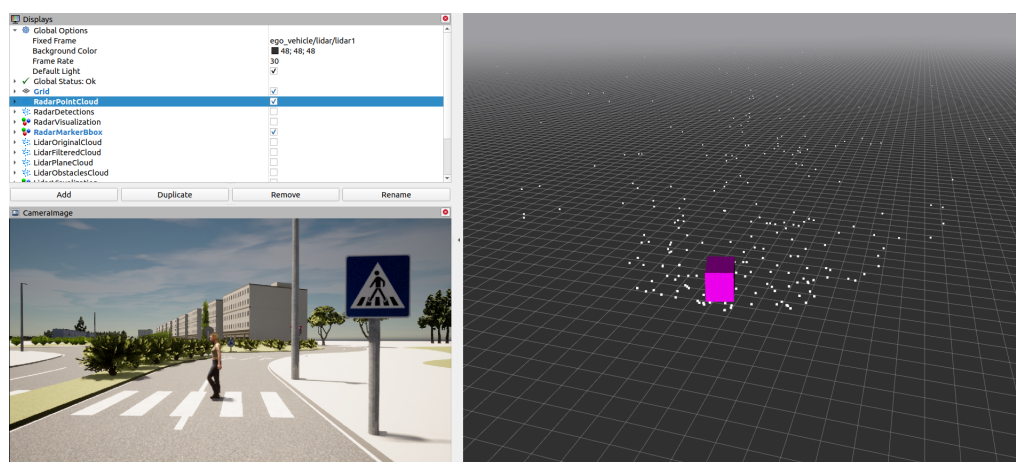 Displays
Global Options
Fixed Frame ego_vehicle/lidar/lidar1
Background Color 48; 48; 48
Frame Rate 30
Default Light
Global Status: Ok
Grid
RadarPointCloud
RadarDetections
RadarVisualization
RadarMarkerBbox
LidarOriginalCloud
LidarFilteredCloud
LidarPlaneCloud
LidarObstaclesCloud
LidarVisualization
Add Duplicate Remove Rename
CameraImage